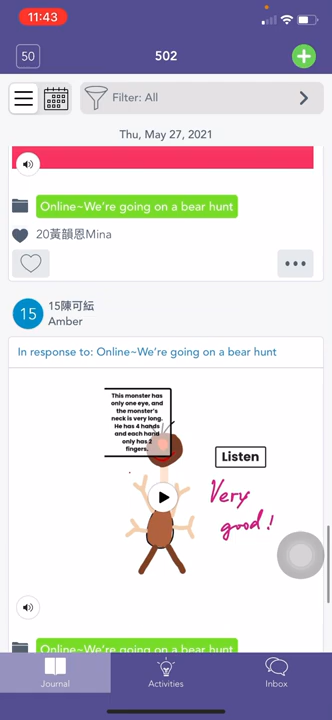 11:43
50
502
Filter: All
Thu, May 27, 2021
Online~We're going on a bear hunt
20黃韻恩Mina
15
15陳可紜
Amber
In response to: Online~We're going on a bear hunt
This monster has
only one eye, and
the monster's
neck is very long.
He has 4 hands
and each hand
only has 2
fingers.
Listen
Very
good!
Online~We're going on a bear hunt
Journal
Activities
Inbox